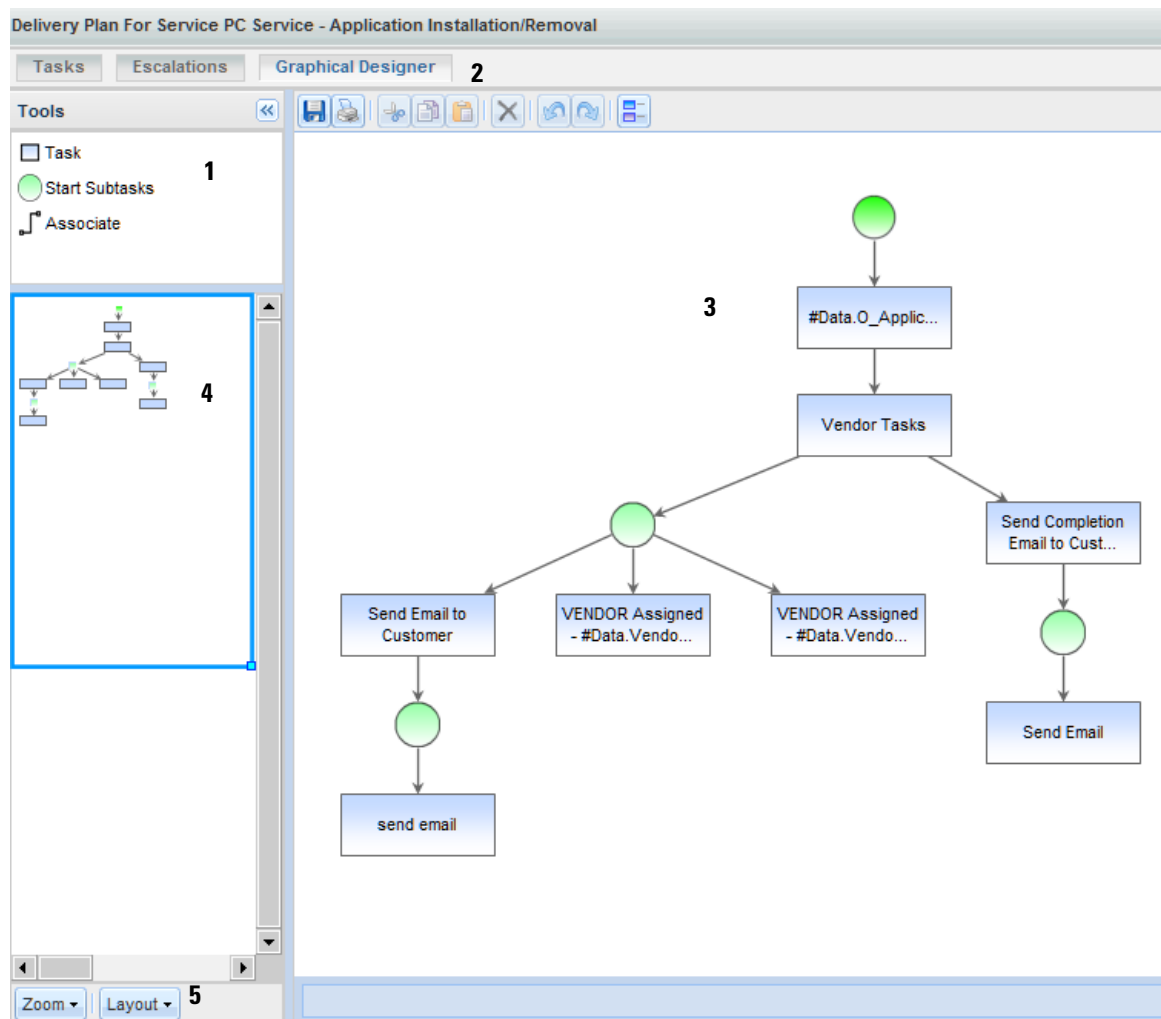 Delivery Plan For Service PC Service - Application Installation/Removal
Tasks
Escalations
Graphical Designer
2
Tools
Task
Start Subtasks
Associate
1
4
Zoom
Layout
5
3
#Data.O_Applic...
Vendor Tasks
Send Completion
Email to Cust...
Send Email to
Customer
VENDOR Assigned
- #Data.Vendo...
VENDOR Assigned
- #Data.Vendo...
Send Email
send email